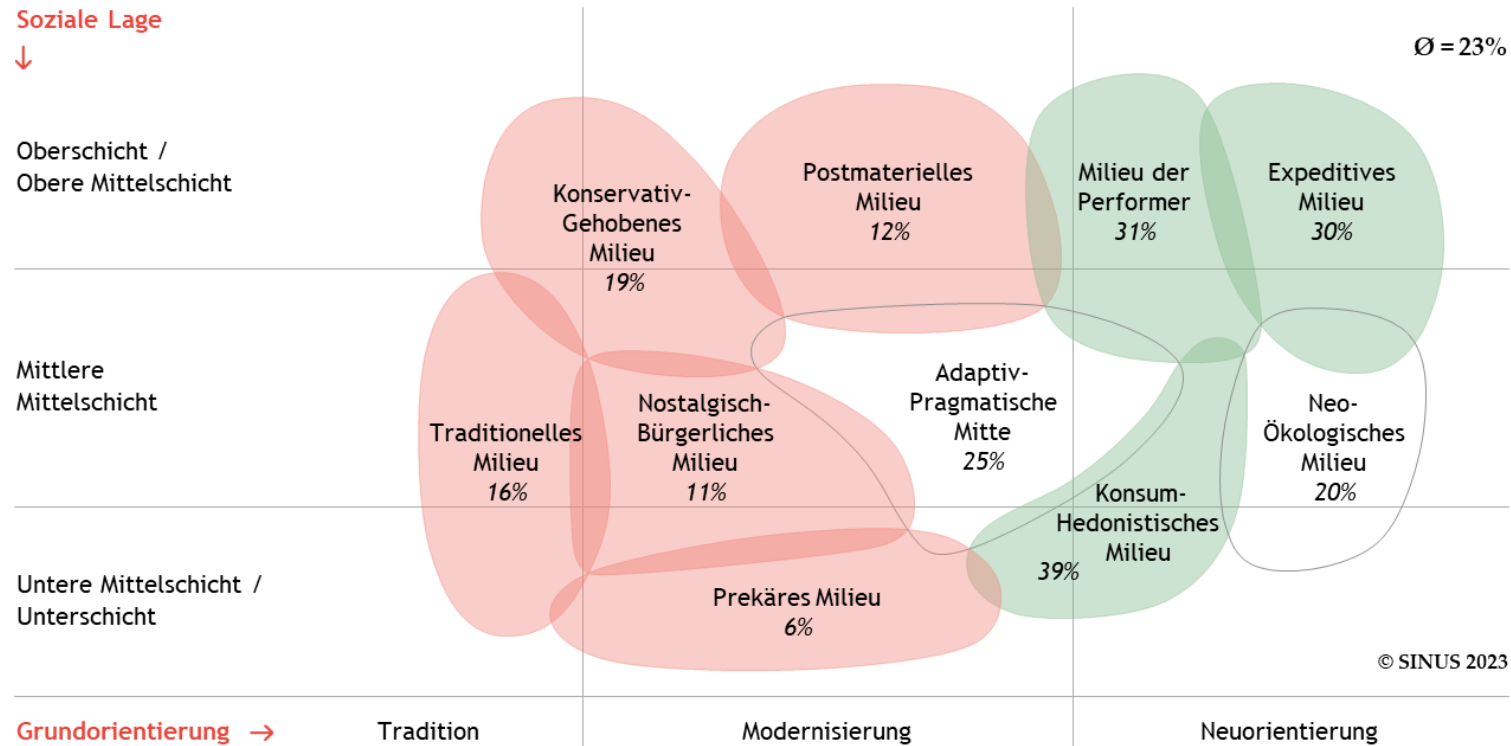 Soziale Lage
↓
Ø = 23%
Oberschicht /
Obere Mittelschicht
Konservativ-
Gehobenes
Milieu
19%
Postmaterielles
Milieu
12%
Milieu der
Performer
31%
Expeditives
Milieu
30%
Mittlere
Mittelschicht
Traditionelles
Milieu
16%
Nostalgisch-
Bürgerliches
Milieu
11%
Adaptiv-
Pragmatische
Mitte
25%
Neo-
Ökologisches
Milieu
20%
Konsum-
Hedonistisches
Milieu
39%
Untere Mittelschicht /
Unterschicht
Prekäres Milieu
6%
© SINUS 2023
Grundorientierung →
Tradition
Modernisierung
Neuorientierung